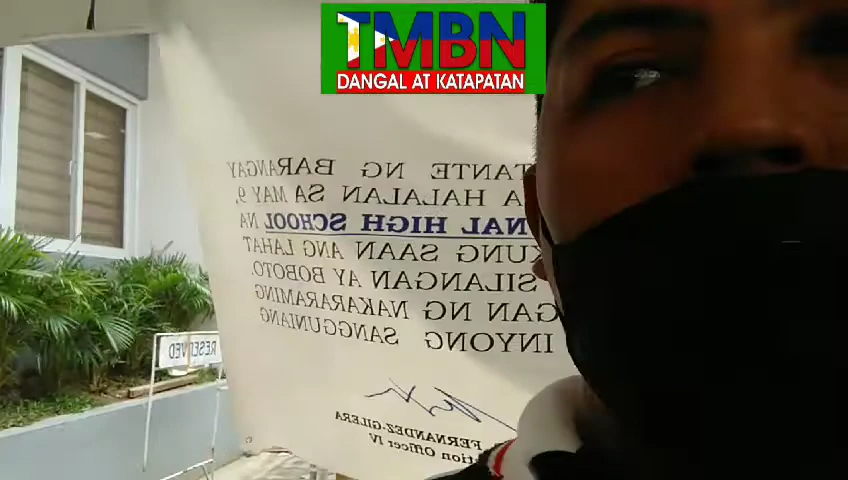 TMBN
DANGAL AT KATAPATAN
TANTE NG BARANGAY
A HALALAN SA MAY 9,
NAL HIGH SCHOOL NA
KUNG SAAN ANG LAHAT
SILANGAN AY BOBOTO.
GAN NG NAKARARAMING
INYONG SANGGUNIANG
FERNANDEZ-GILERA
tion Officer IV
RESERVED